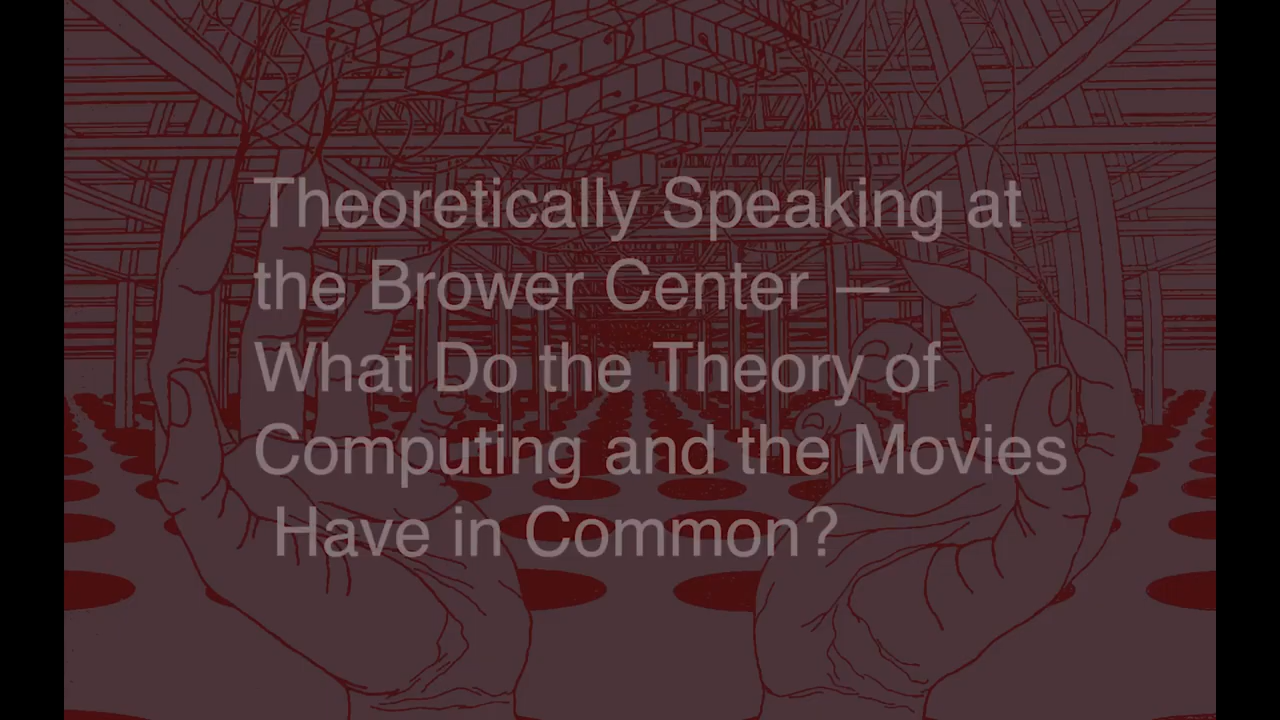 Theoretically Speaking at
the Brower Center —
What Do the Theory of
Computing and the Movies
Have in Common?